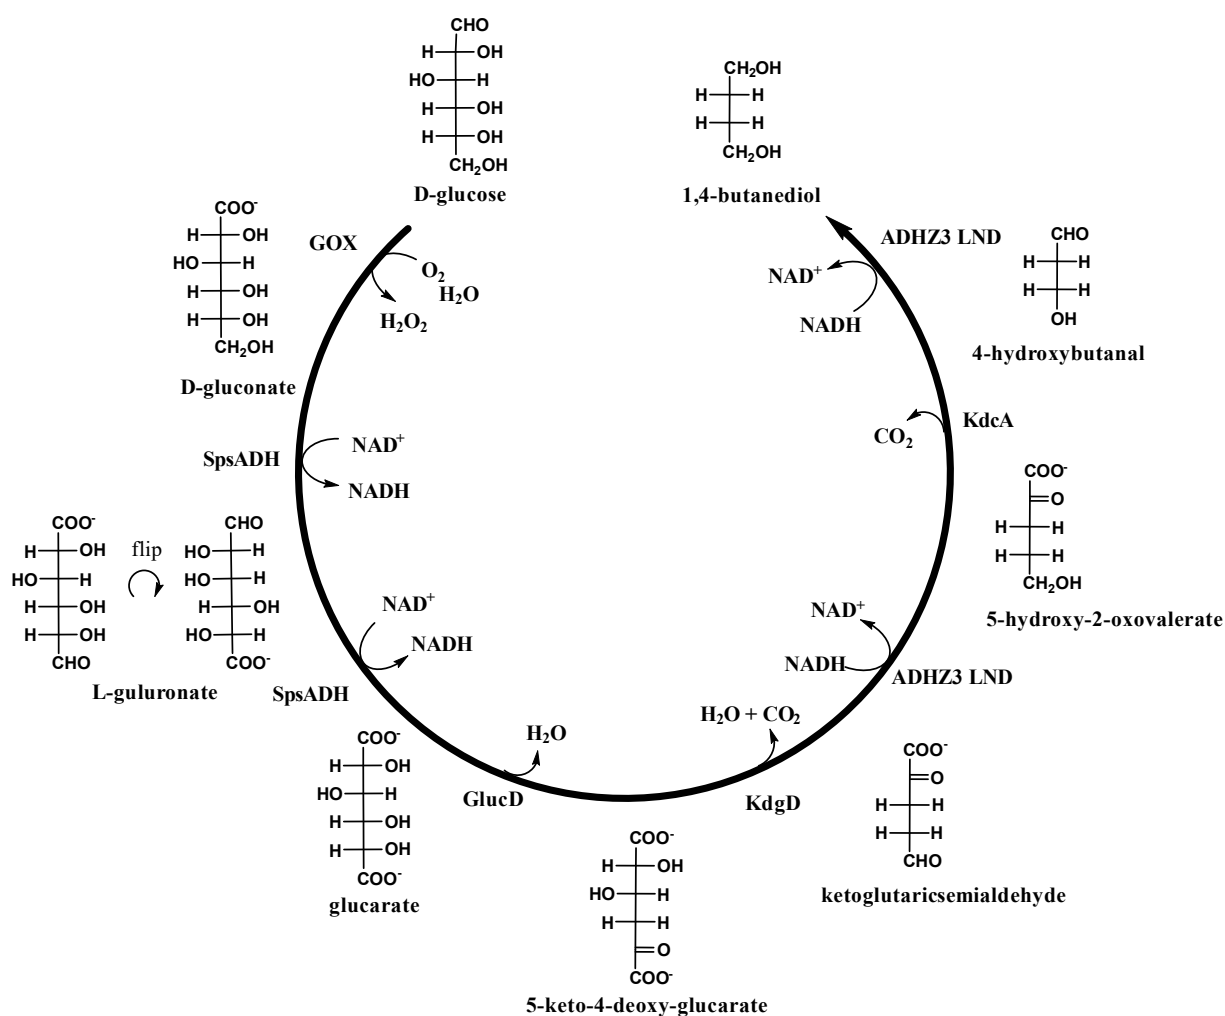 CHO
H OH
HO H
H OH
H OH
CH₂OH
D-glucose
COO⁻
H OH
HO H
H OH
H OH
CH₂OH
D-gluconate
GOX
O₂
H₂O
H₂O₂
SpsADH
NAD⁺
NADH
COO⁻
H OH
HO H
H OH
H OH
CHO
flip
CHO
HO H
HO H
H OH
HO H
COO⁻
L-guluronate
SpsADH
NAD⁺
NADH
COO⁻
H OH
HO H
H OH
H OH
COO⁻
glucarate
GlucD
H₂O
COO⁻
H OH
HO H
H H
O
COO⁻
5-keto-4-deoxy-glucarate
KdgD
H₂O + CO₂
COO⁻
O
H H
H H
CHO
ketoglutaricsemialdehyde
ADHZ3 LND
NADH
NAD⁺
COO⁻
O
H H
H H
CH₂OH
5-hydroxy-2-oxovalerate
KdcA
CO₂
CHO
H H
H H
OH
4-hydroxybutanal
ADHZ3 LND
NADH
NAD⁺
CH₂OH
H H
H H
CH₂OH
1,4-butanediol